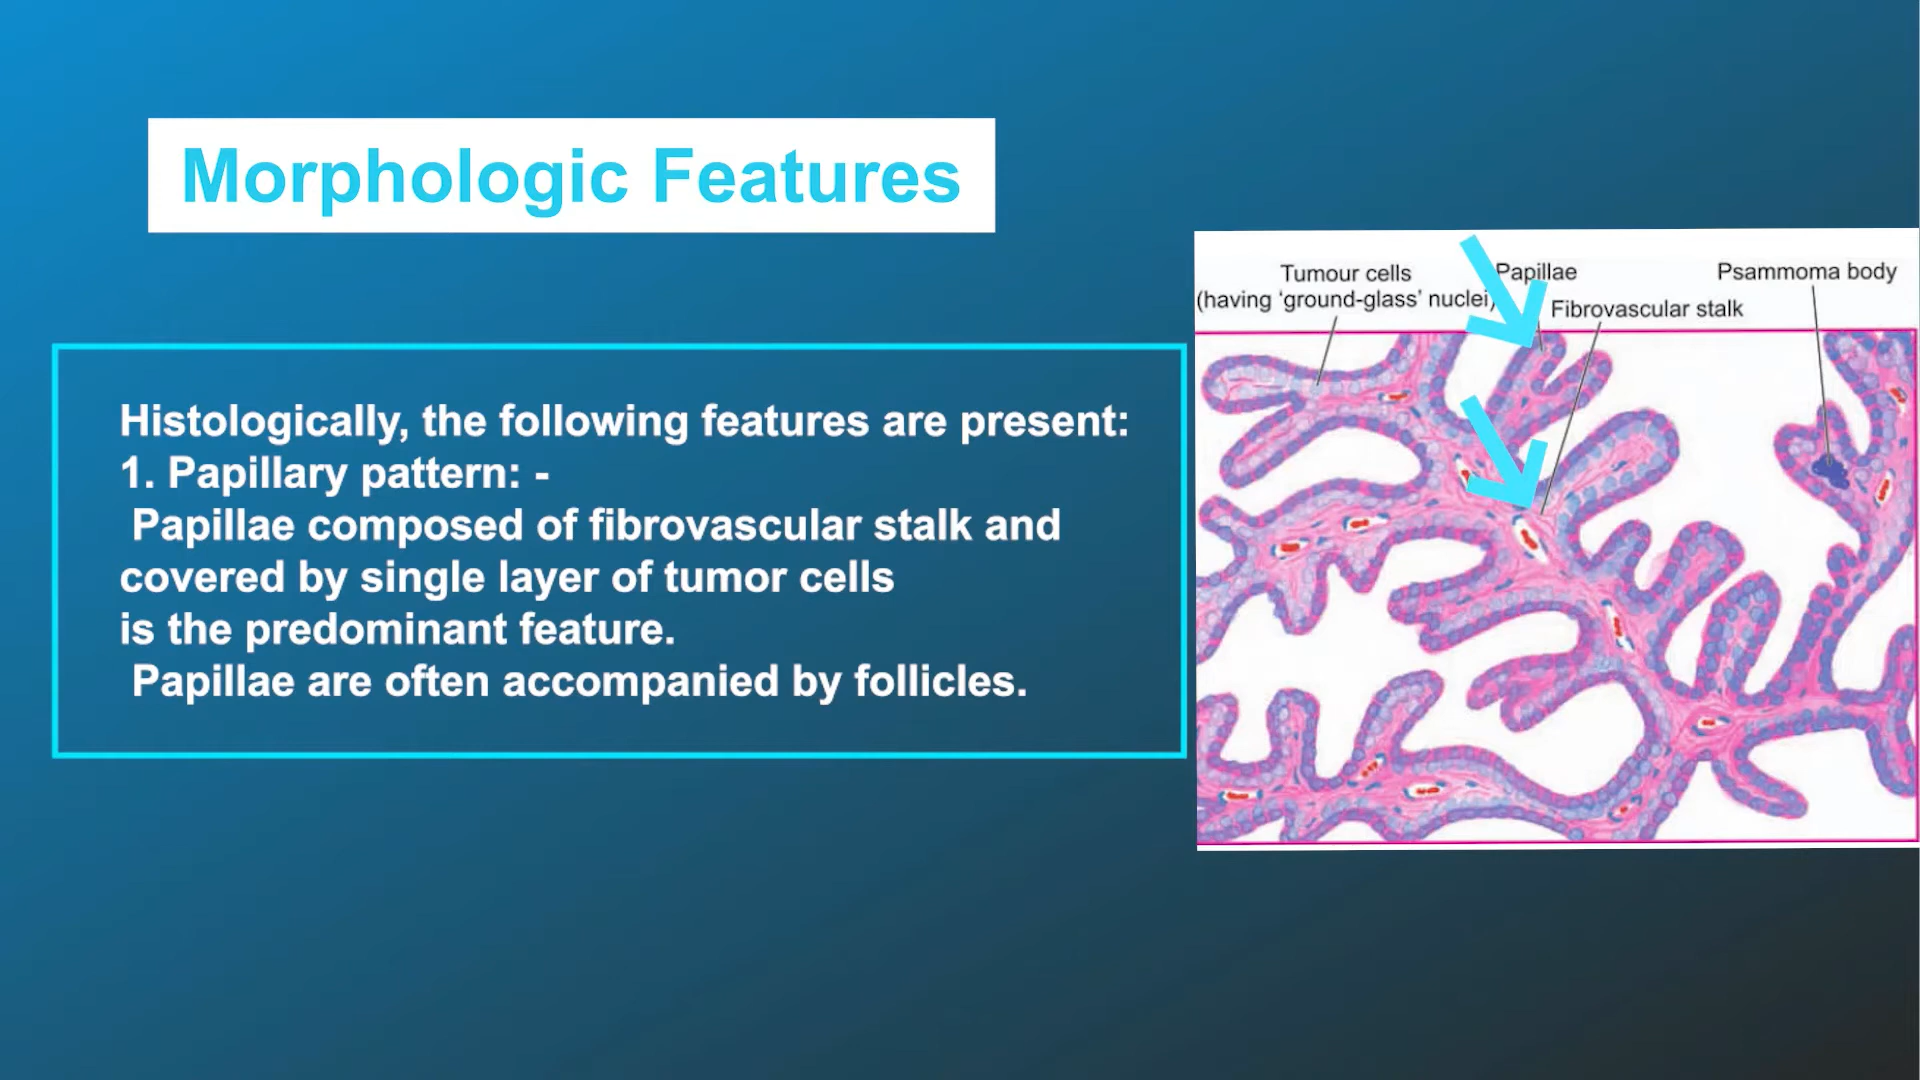 Morphologic Features
Histologically, the following features are present:
1. Papillary pattern: -
Papillae composed of fibrovascular stalk and
covered by single layer of tumor cells
is the predominant feature.
Papillae are often accompanied by follicles.
Tumour cells
(having ‘ground-glass’ nuclei)
Papillae
Fibrovascular stalk
Psammoma body